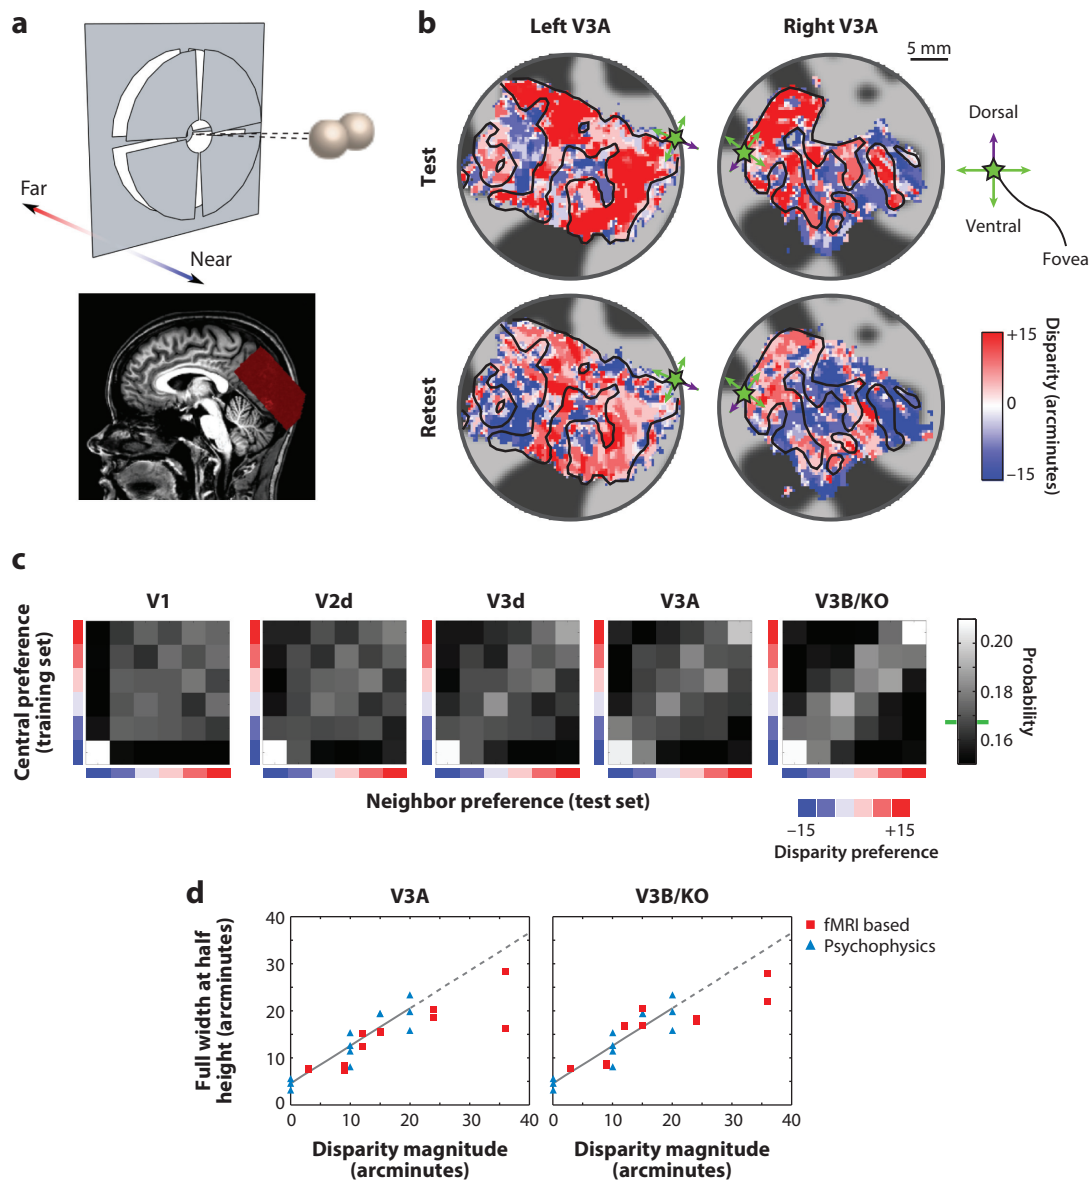 a
Far
Near
b
Left V3A
Right V3A
5 mm
Test
Retest
Dorsal
Ventral
Fovea
+15
0
−15
Disparity (arcminutes)
c
V1
V2d
V3d
V3A
V3B/KO
Central preference
(training set)
Neighbor preference (test set)
0.20
0.18
0.16
Probability
−15
+15
Disparity preference
d
V3A
V3B/KO
fMRI based
Psychophysics
Full width at half
height (arcminutes)
40
30
20
10
0
0
10
20
30
40
0
10
20
30
40
Disparity magnitude
(arcminutes)
Disparity magnitude
(arcminutes)